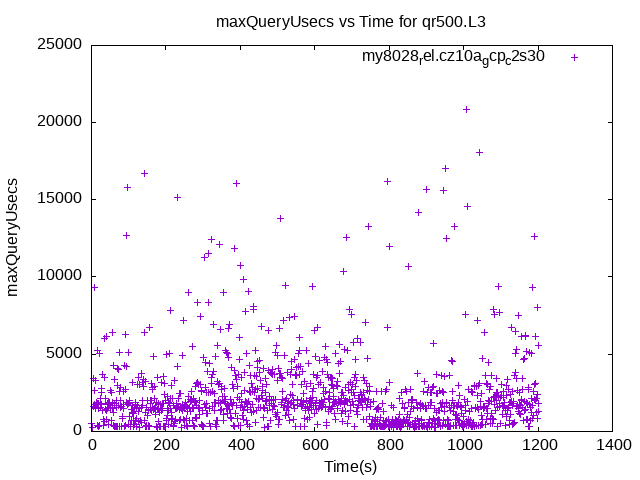 maxQueryUsecs vs Time for qr500.L3
my8028rel.cz10agcpc2s30
25000
20000
15000
10000
5000
0
maxQueryUsecs
0 200 400 600 800 1000 1200 1400
Time(s)